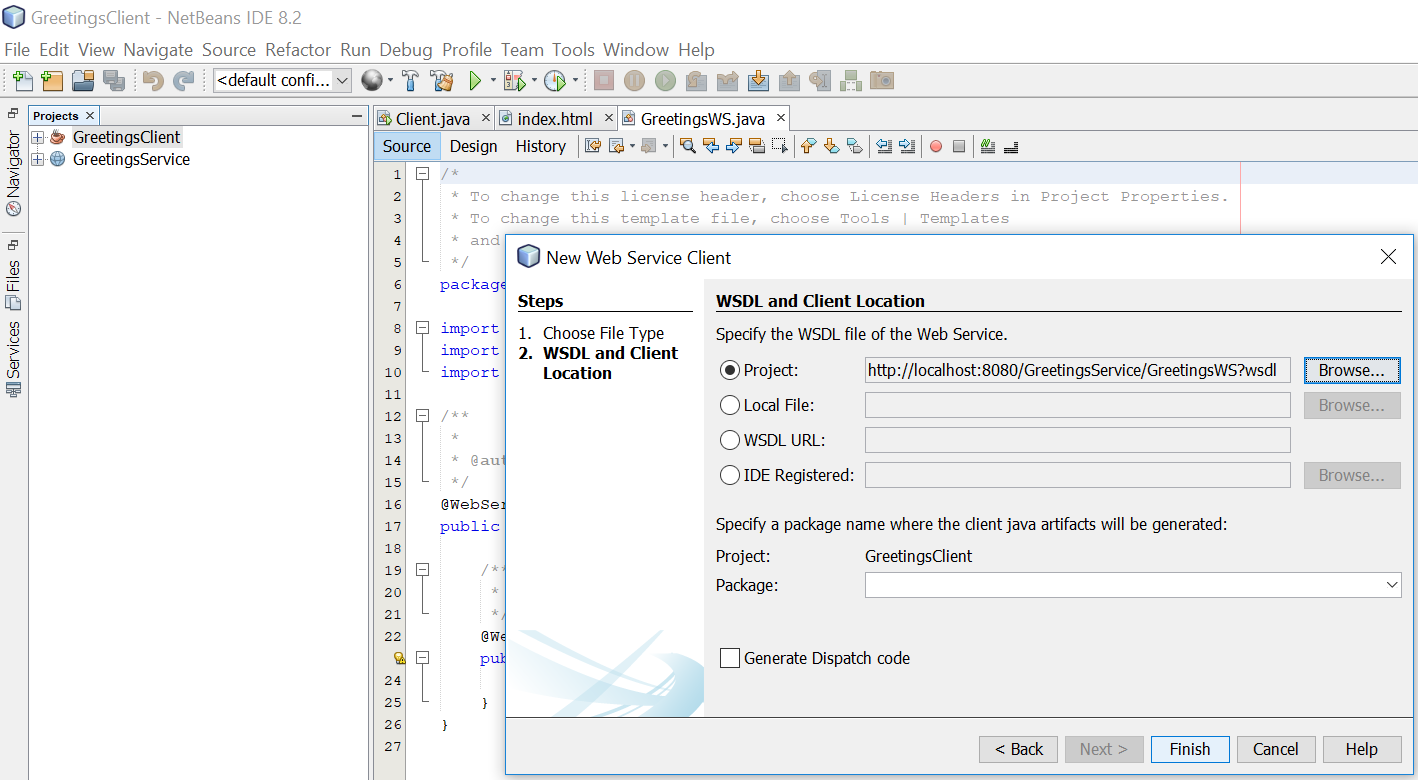 GreetingsClient - NetBeans IDE 8.2
File Edit View Navigate Source Refactor Run Debug Profile Team Tools Window Help
<default confi...
Projects
GreetingsClient
GreetingsService
Navigator
Files
Services
Client.java
index.html
GreetingsWS.java
Source Design History
1 /*
2 * To change this license header, choose License Headers in Project Properties.
3 * To change this template file, choose Tools | Templates
4 * and
5 */
6 package
7
8 import
9 import
10 import
11
12 /**
13 *
14 * @aut
15 */
16 @WebSer
17 public
18
19 /**
20 *
21 */
22 @We
pub
24
25 }
26 }
27
New Web Service Client
Steps
1. Choose File Type
2. WSDL and Client
Location
WSDL and Client Location
Specify the WSDL file of the Web Service.
Project: http://localhost:8080/GreetingsService/GreetingsWS?wsdl Browse...
Local File: Browse...
WSDL URL:
IDE Registered: Browse...
Specify a package name where the client java artifacts will be generated:
Project: GreetingsClient
Package:
Generate Dispatch code
< Back Next > Finish Cancel Help